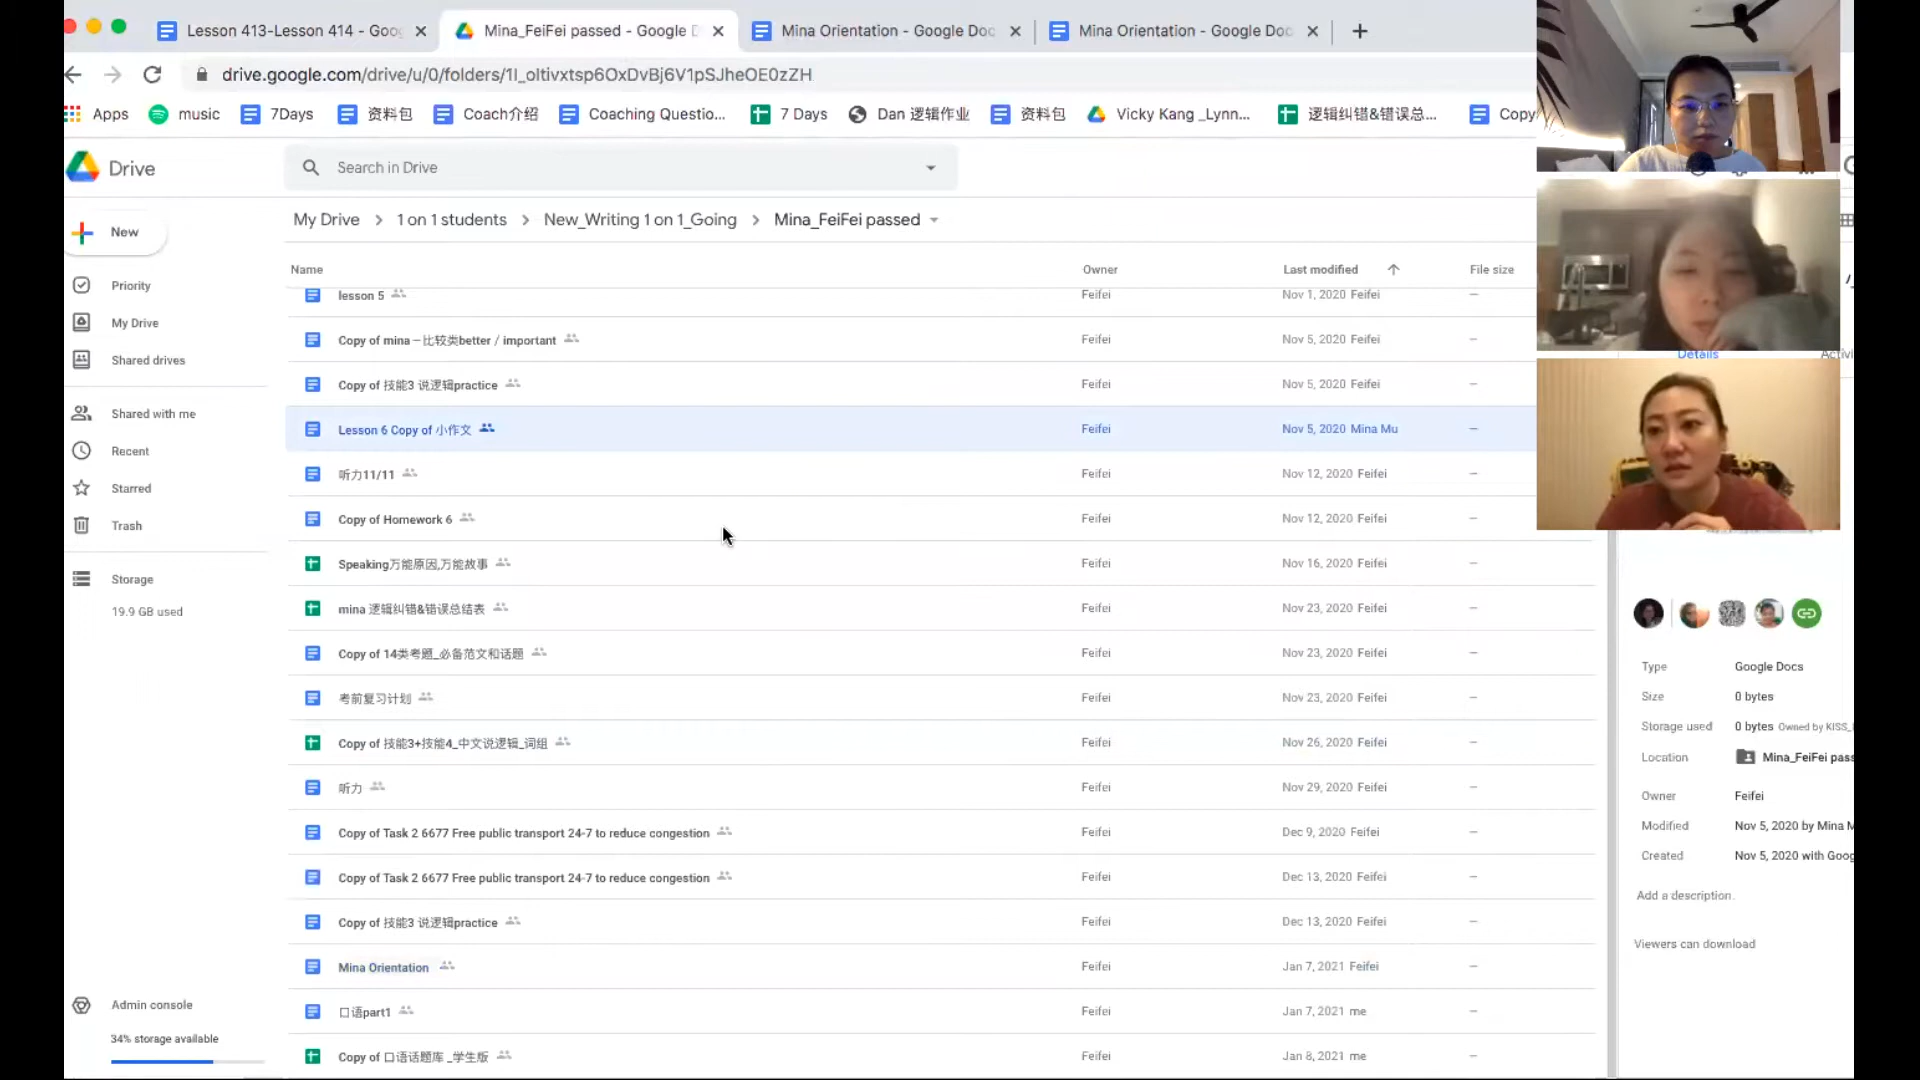 Lesson 413-Lesson 414 - Goog
Mina_FeiFei passed - Google D
Mina Orientation - Google Doc
Mina Orientation - Google Doc
drive.google.com/drive/u/0/folders/1I_oItivxtsp6OxDvBj6V1pSJheOE0zZH
Apps
music
7Days
资料包
Coach介绍
Coaching Questio...
7 Days
Dan 逻辑作业
资料包
Vicky Kang _Lynn...
逻辑纠错&错误总...
Copy
Drive
Search in Drive
New
My Drive
1 on 1 students
New_Writing 1 on 1_Going
Mina_FeiFei passed
Priority
My Drive
Shared drives
Shared with me
Recent
Starred
Trash
Storage
19.9 GB used
Admin console
34% storage available
Name Owner Last modified File size
lesson 5 Feifei Nov 1, 2020 Feifei —
Copy of mina – 比较类better / important Feifei Nov 5, 2020 Feifei —
Copy of 技能3 说逻辑practice Feifei Nov 5, 2020 Feifei —
Lesson 6 Copy of 小作文 Feifei Nov 5, 2020 Mina Mu —
听力11/11 Feifei Nov 12, 2020 Feifei —
Copy of Homework 6 Feifei Nov 12, 2020 Feifei —
Speaking万能原因,万能故事 Feifei Nov 16, 2020 Feifei —
mina 逻辑纠错&错误总结表 Feifei Nov 23, 2020 Feifei —
Copy of 14类考题_必备范文和话题 Feifei Nov 23, 2020 Feifei —
考前复习计划 Feifei Nov 23, 2020 Feifei —
Copy of 技能3+技能4_中文说逻辑_词组 Feifei Nov 26, 2020 Feifei —
听力 Feifei Nov 29, 2020 Feifei —
Copy of Task 2 6677 Free public transport 24-7 to reduce congestion Feifei Dec 9, 2020 Feifei —
Copy of Task 2 6677 Free public transport 24-7 to reduce congestion Feifei Dec 13, 2020 Feifei —
Copy of 技能3 说逻辑practice Feifei Dec 13, 2020 Feifei —
Mina Orientation Feifei Jan 7, 2021 Feifei —
口语part1 Feifei Jan 7, 2021 me —
Copy of 口语话题库 _学生版 Feifei Jan 8, 2021 me —
Details Activi
Type Google Docs
Size 0 bytes
Storage used 0 bytes Owned by KISS_
Location Mina_FeiFei pass
Owner Feifei
Modified Nov 5, 2020 by Mina M
Created Nov 5, 2020 with Goog
Add a description.
Viewers can download